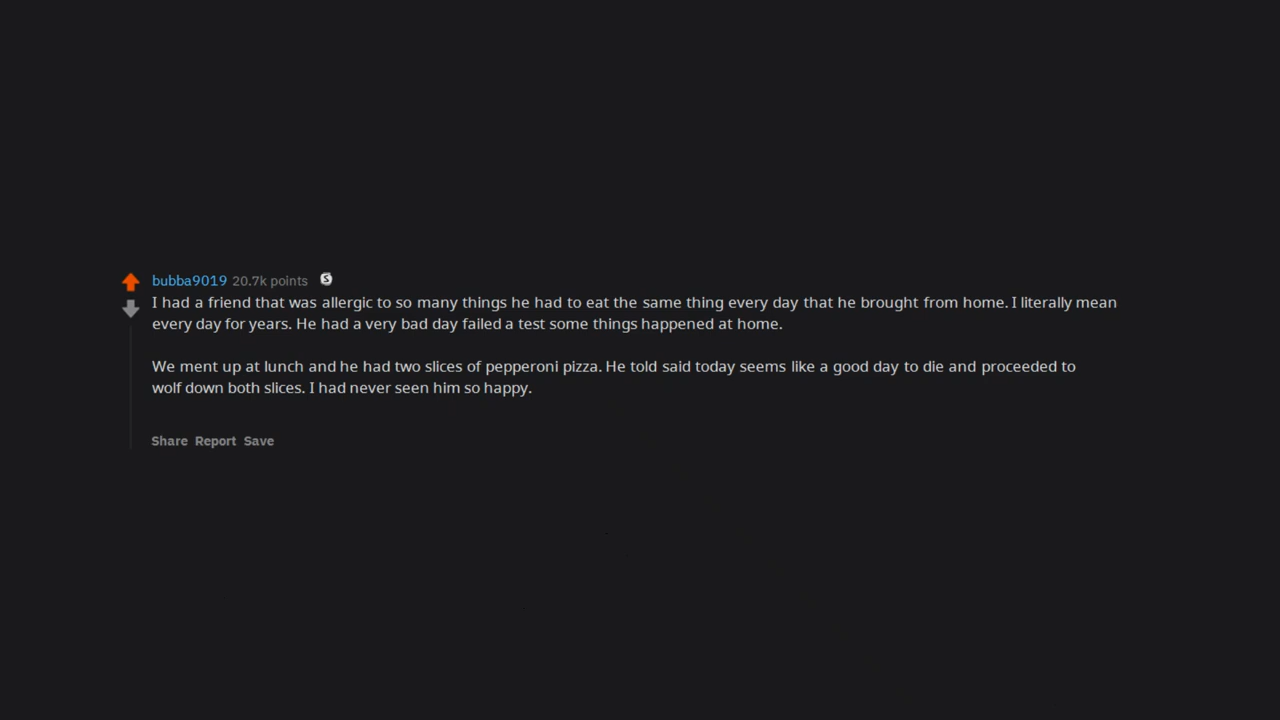 bubba9019 20.7k points S
I had a friend that was allergic to so many things he had to eat the same thing every day that he brought from home. I literally mean
every day for years. He had a very bad day failed a test some things happened at home.
We ment up at lunch and he had two slices of pepperoni pizza. He told said today seems like a good day to die and proceeded to
wolf down both slices. I had never seen him so happy.
Share Report Save